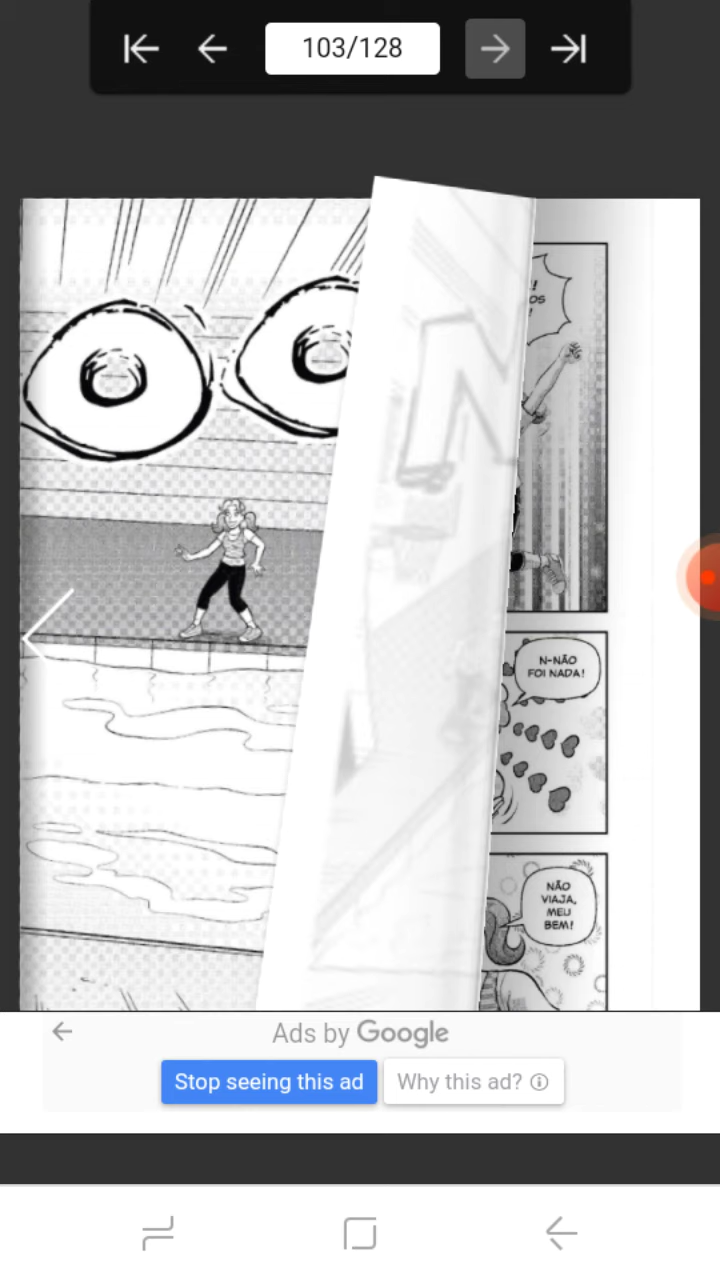 103/128
!
OS
!
N-NÃO
FOI NADA!
NÃO
VIAJA,
MEU
BEM!
Ads by Google
Stop seeing this ad
Why this ad?